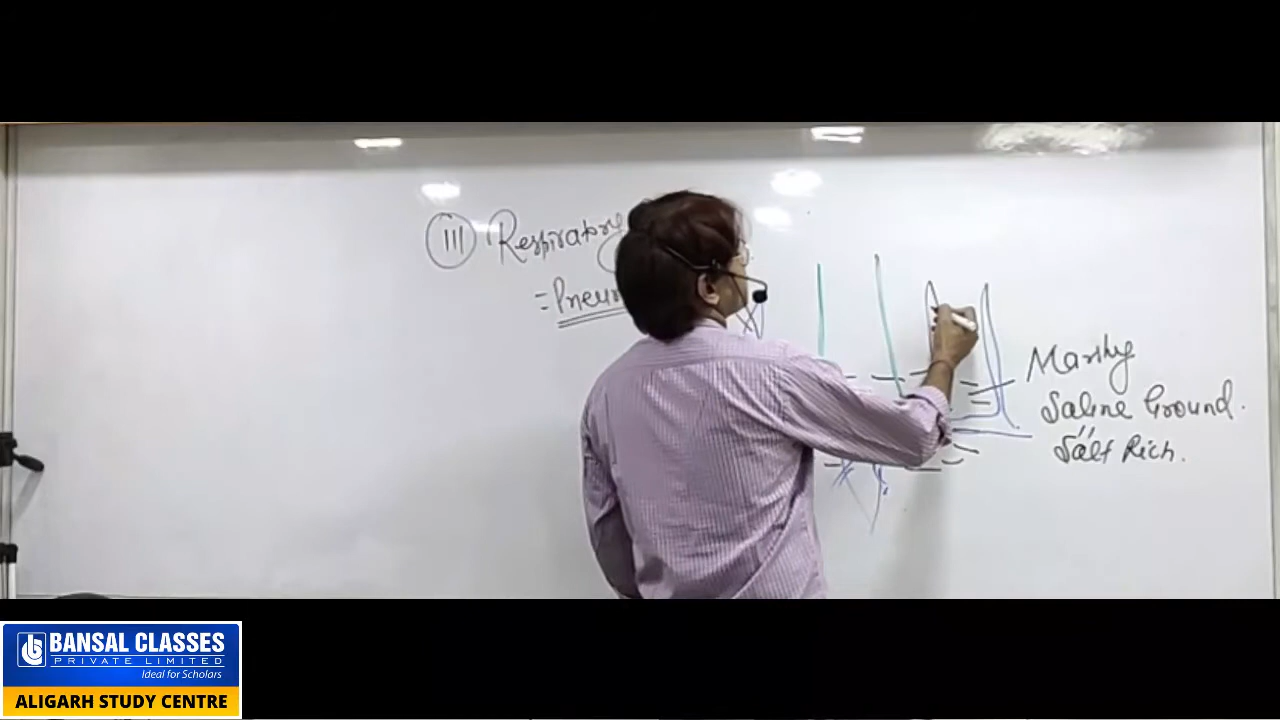 III Respiratory
= Pneu
Marshy
Saline Ground.
Salt Rich.
BANSAL CLASSES
PRIVATE LIMITED
Ideal for Scholars
ALIGARH STUDY CENTRE